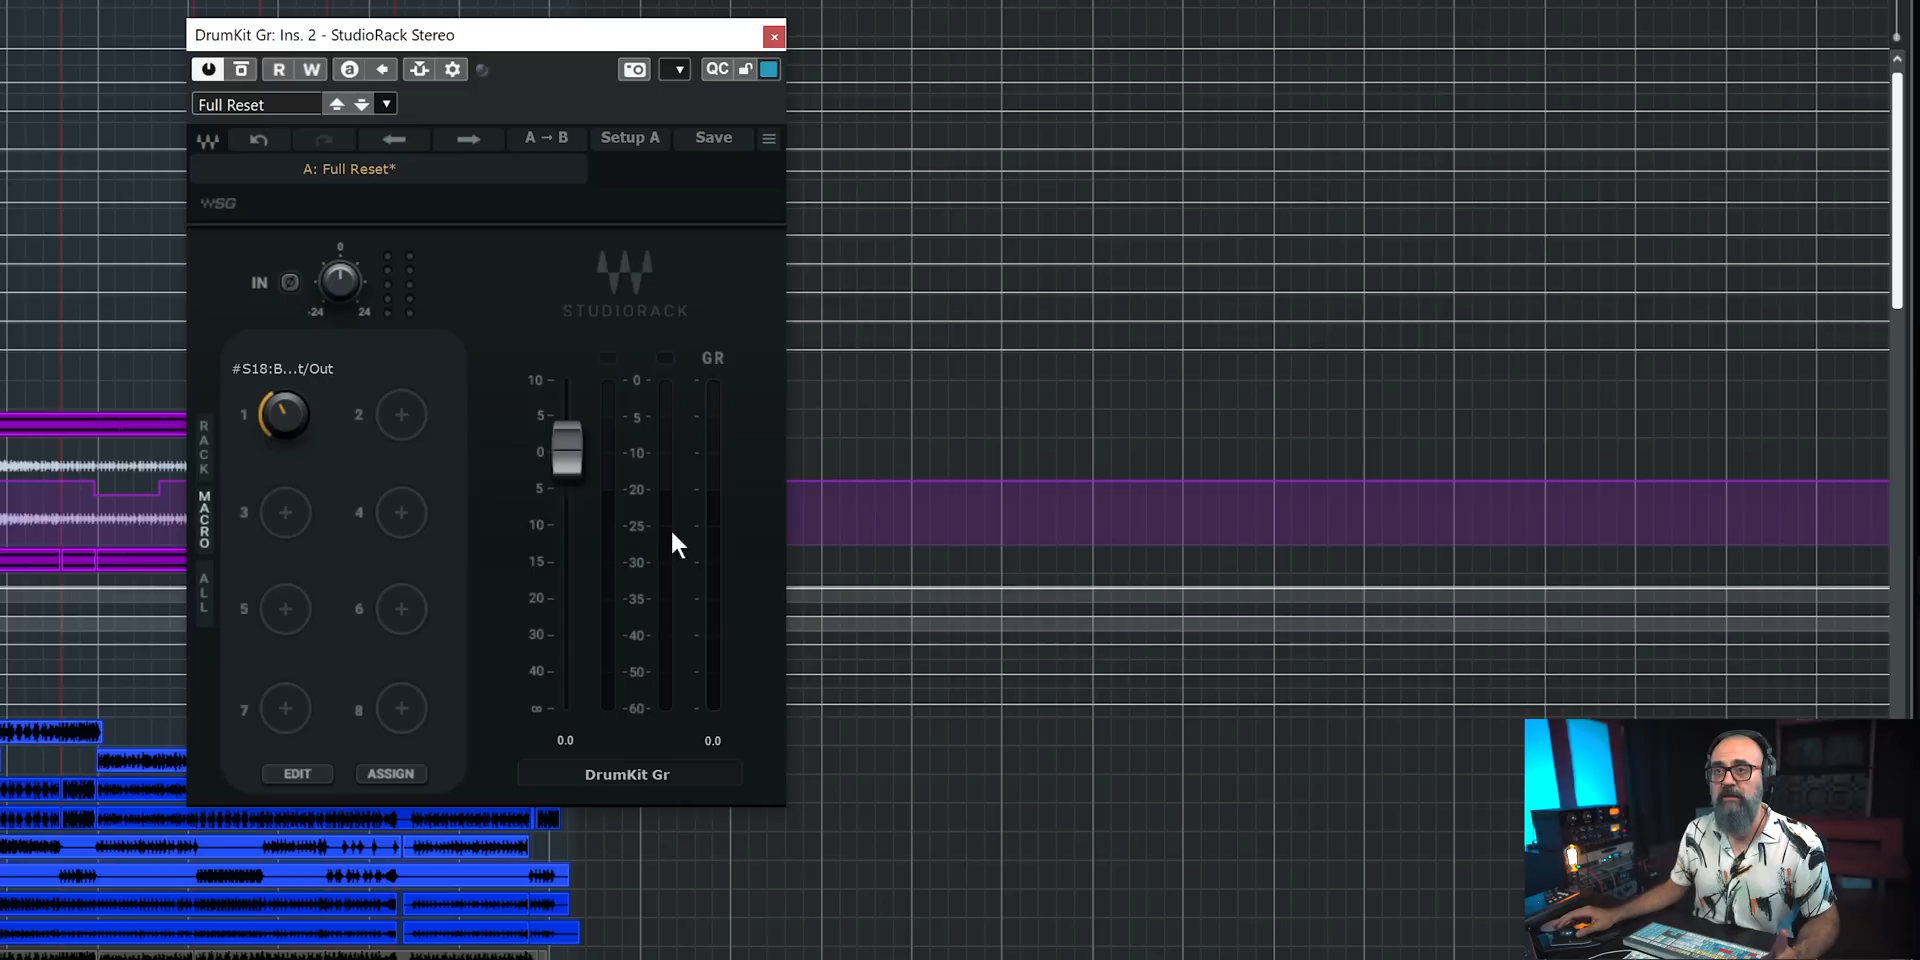 DrumKit Gr: Ins. 2 - StudioRack Stereo
R W a QC
Full Reset
A → B Setup A Save
A: Full Reset*
SG
0
IN
-24 24
STUDIORACK
GR
#S18:B...t/Out
10 - 0 -
5 - 5 -
0 -10-
5 -20-
10 -25-
15 -30-
20 -35-
30 -40-
40 -50-
∞ -60-
1 2
3 4
5 6
7 8
RACK
MACRO
ALL
0.0 0.0
EDIT ASSIGN
DrumKit Gr